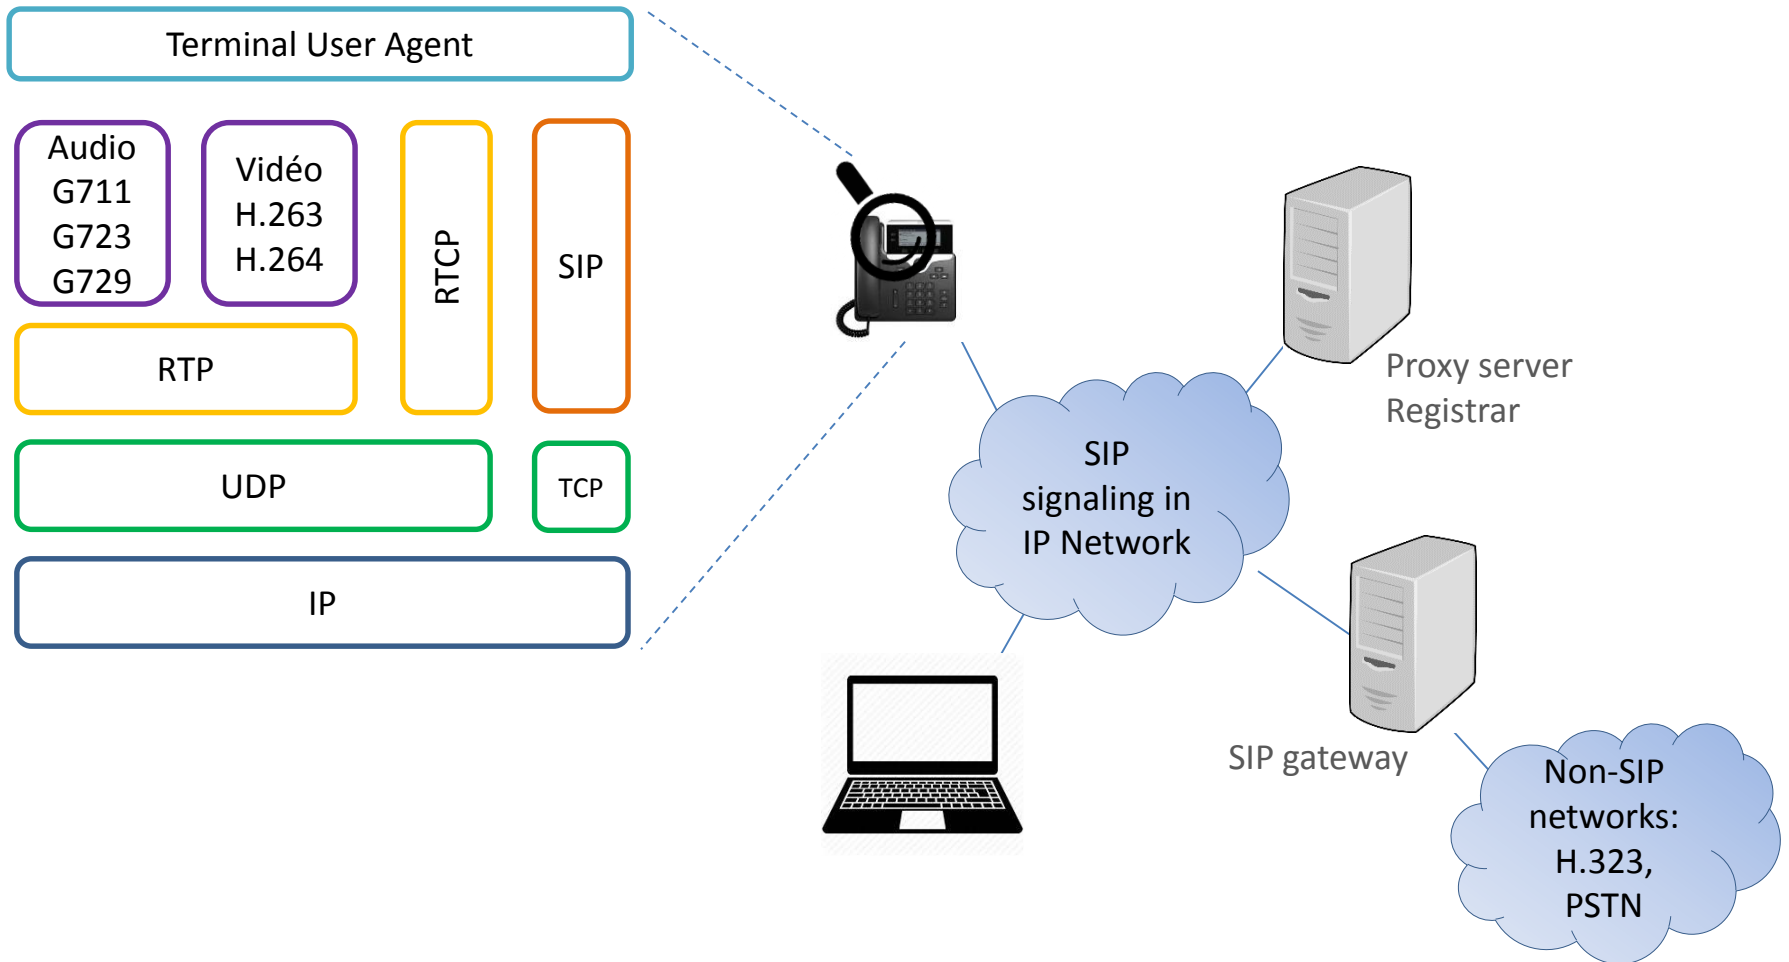 Terminal User Agent
Audio
G711
G723
G729
Vidéo
H.263
H.264
RTCP
SIP
RTP
UDP
TCP
IP
SIP
signaling in
IP Network
Proxy server
Registrar
SIP gateway
Non-SIP
networks:
H.323,
PSTN